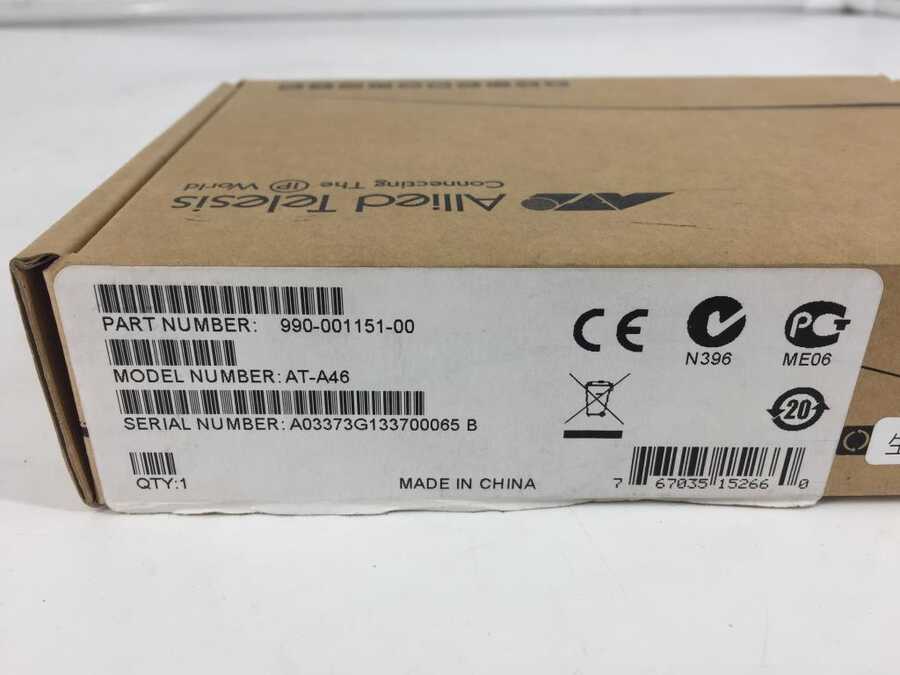 Allied Telesis
Connecting The IP World
PART NUMBER: 990-001151-00
MODEL NUMBER: AT-A46
SERIAL NUMBER: A03373G133700065 B
QTY:1
MADE IN CHINA
CE
N396
ME06
20
7 67035 15266 0
生